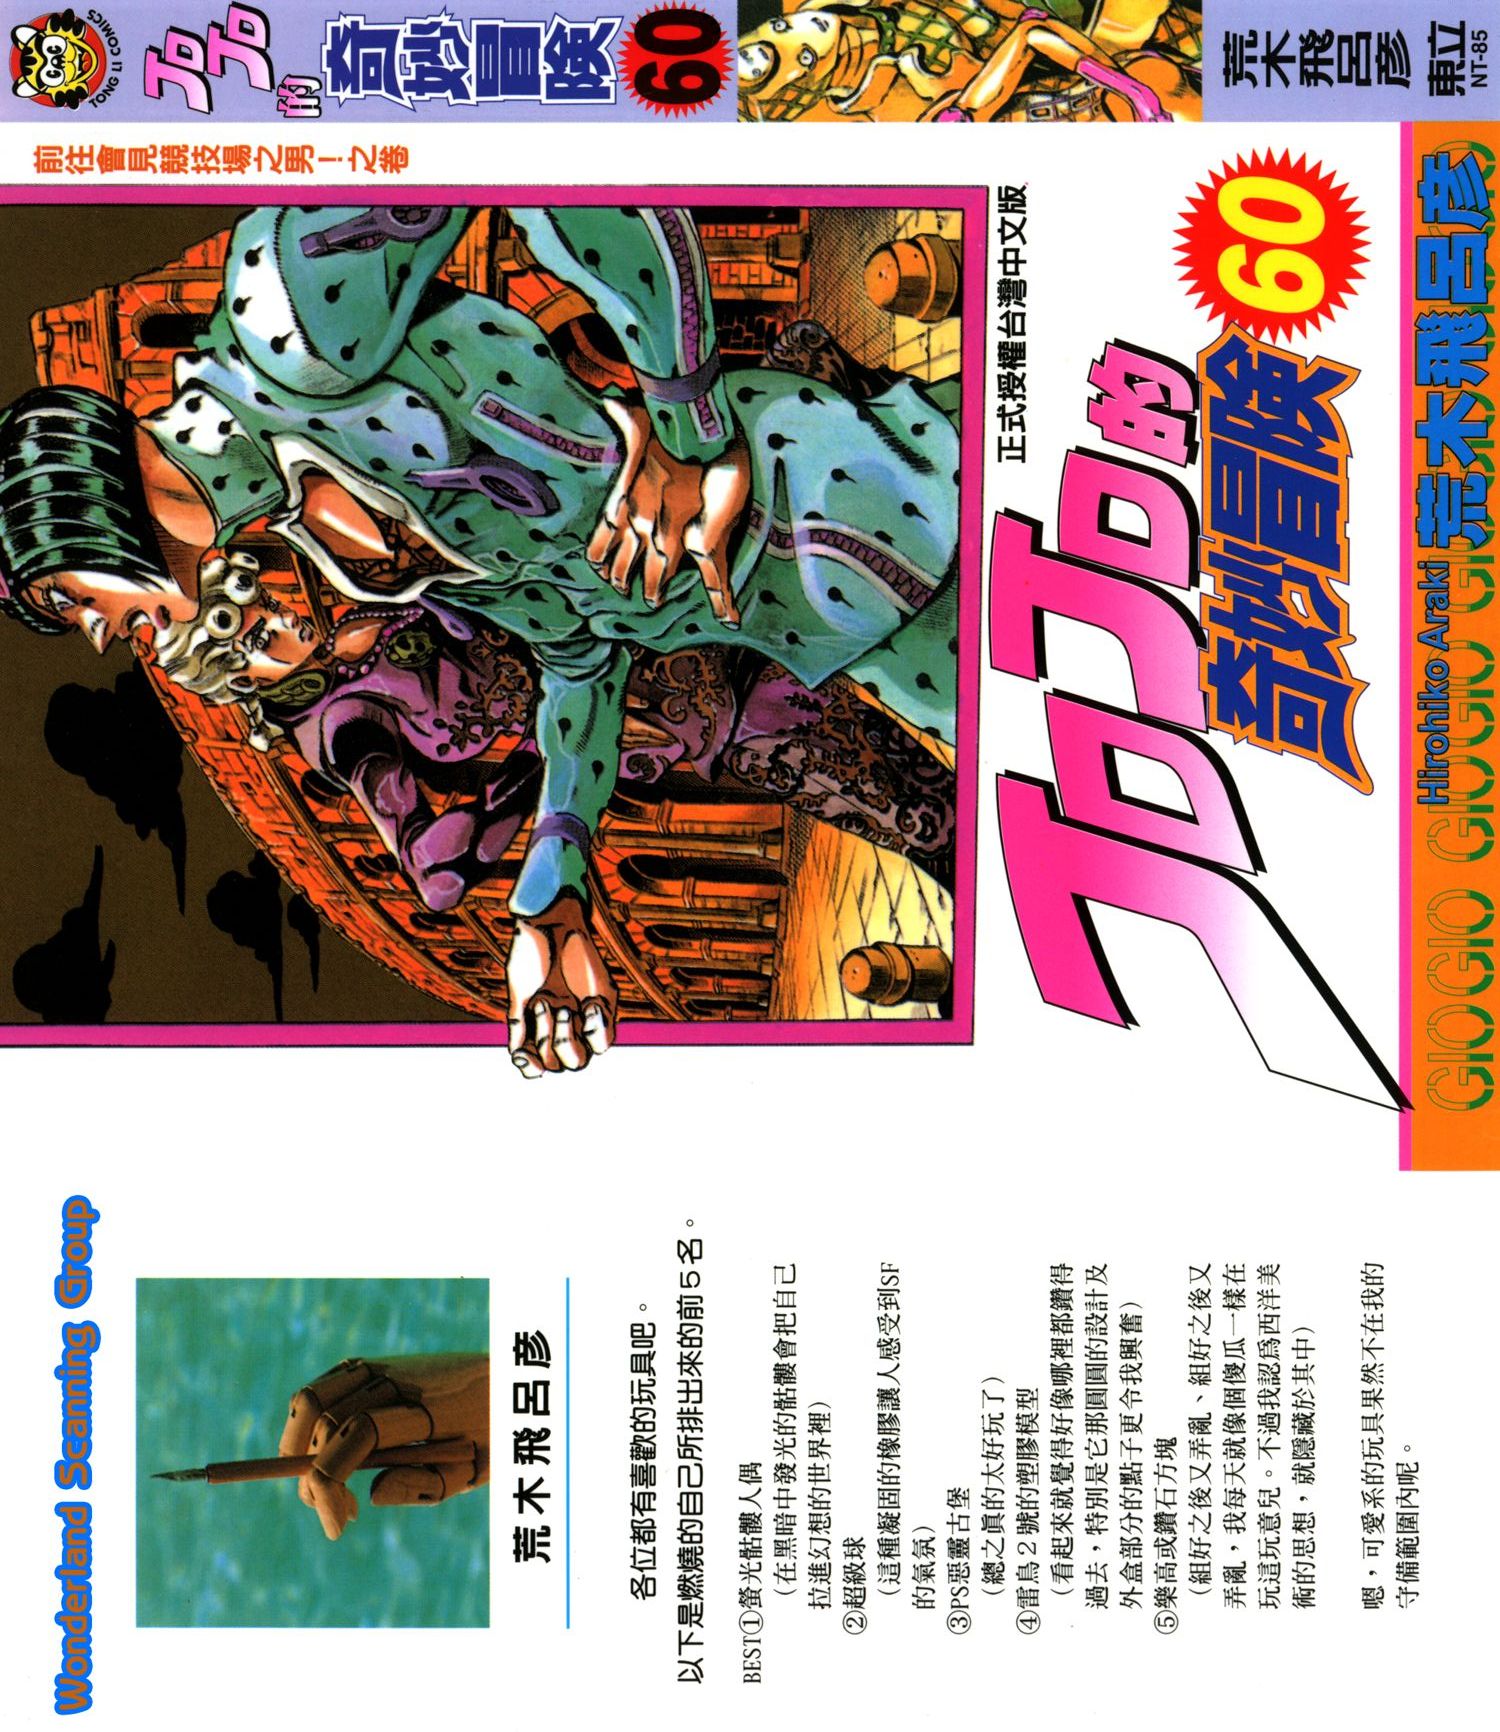 TONG LI COMICS
JOJO的
奇妙冒險
60
荒木飛呂彥
東立
NT-85
前往會見競技場之男!之卷
正式授權台灣中文版
JOJO的
奇妙冒險
60
Hirohiko Araki 荒木飛呂彥
GIOGIO GIOGIO GIOGIO
Wonderland Scanning Group
荒木飛呂彥
各位都有喜歡的玩具吧。
以下是燃燒的自己所排出來的前5名。
BEST①螢光骷髏人偶
(在黑暗中發光的骷髏會把自己
拉進幻想的世界裡)
②超級球
(這種凝固的橡膠讓人感受到SF
的氣氛)
③PS惡靈古堡
(總之眞的太好玩了)
④雷鳥2號的塑膠模型
(看起來就覺得好像哪裡都鑽得
過去,特別是它那圓圓的設計及
外盒部分的點子更令我興奮)
⑤樂高或鑽石方塊
(組好之後又弄亂、組好之後又
弄亂,我每天就像個傻瓜一樣在
玩這玩意兒。不過我認爲西洋美
術的思想,就隱藏於其中)
嗯,可愛系的玩具果然不在我的
守備範圍內呢。